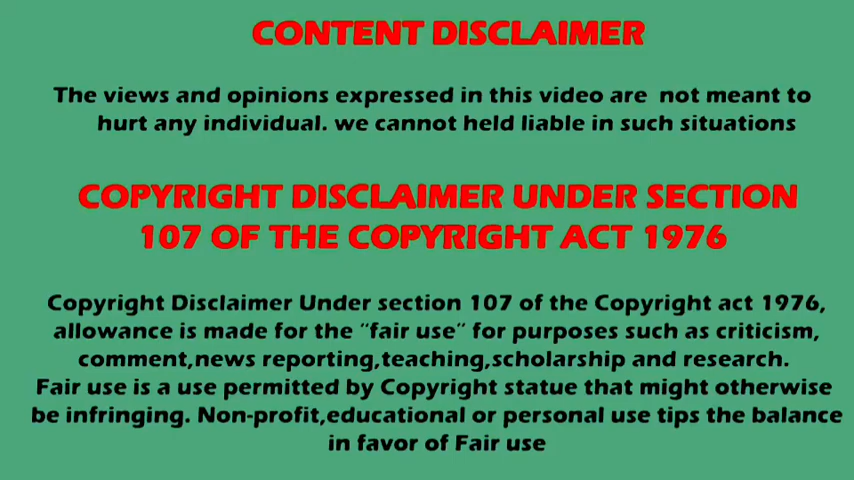 CONTENT DISCLAIMER
The views and opinions expressed in this video are not meant to
hurt any individual. we cannot held liable in such situations
COPYRIGHT DISCLAIMER UNDER SECTION
107 OF THE COPYRIGHT ACT 1976
Copyright Disclaimer Under section 107 of the Copyright act 1976,
allowance is made for the "fair use" for purposes such as criticism,
comment,news reporting,teaching,scholarship and research.
Fair use is a use permitted by Copyright statue that might otherwise
be infringing. Non-profit,educational or personal use tips the balance
in favor of Fair use